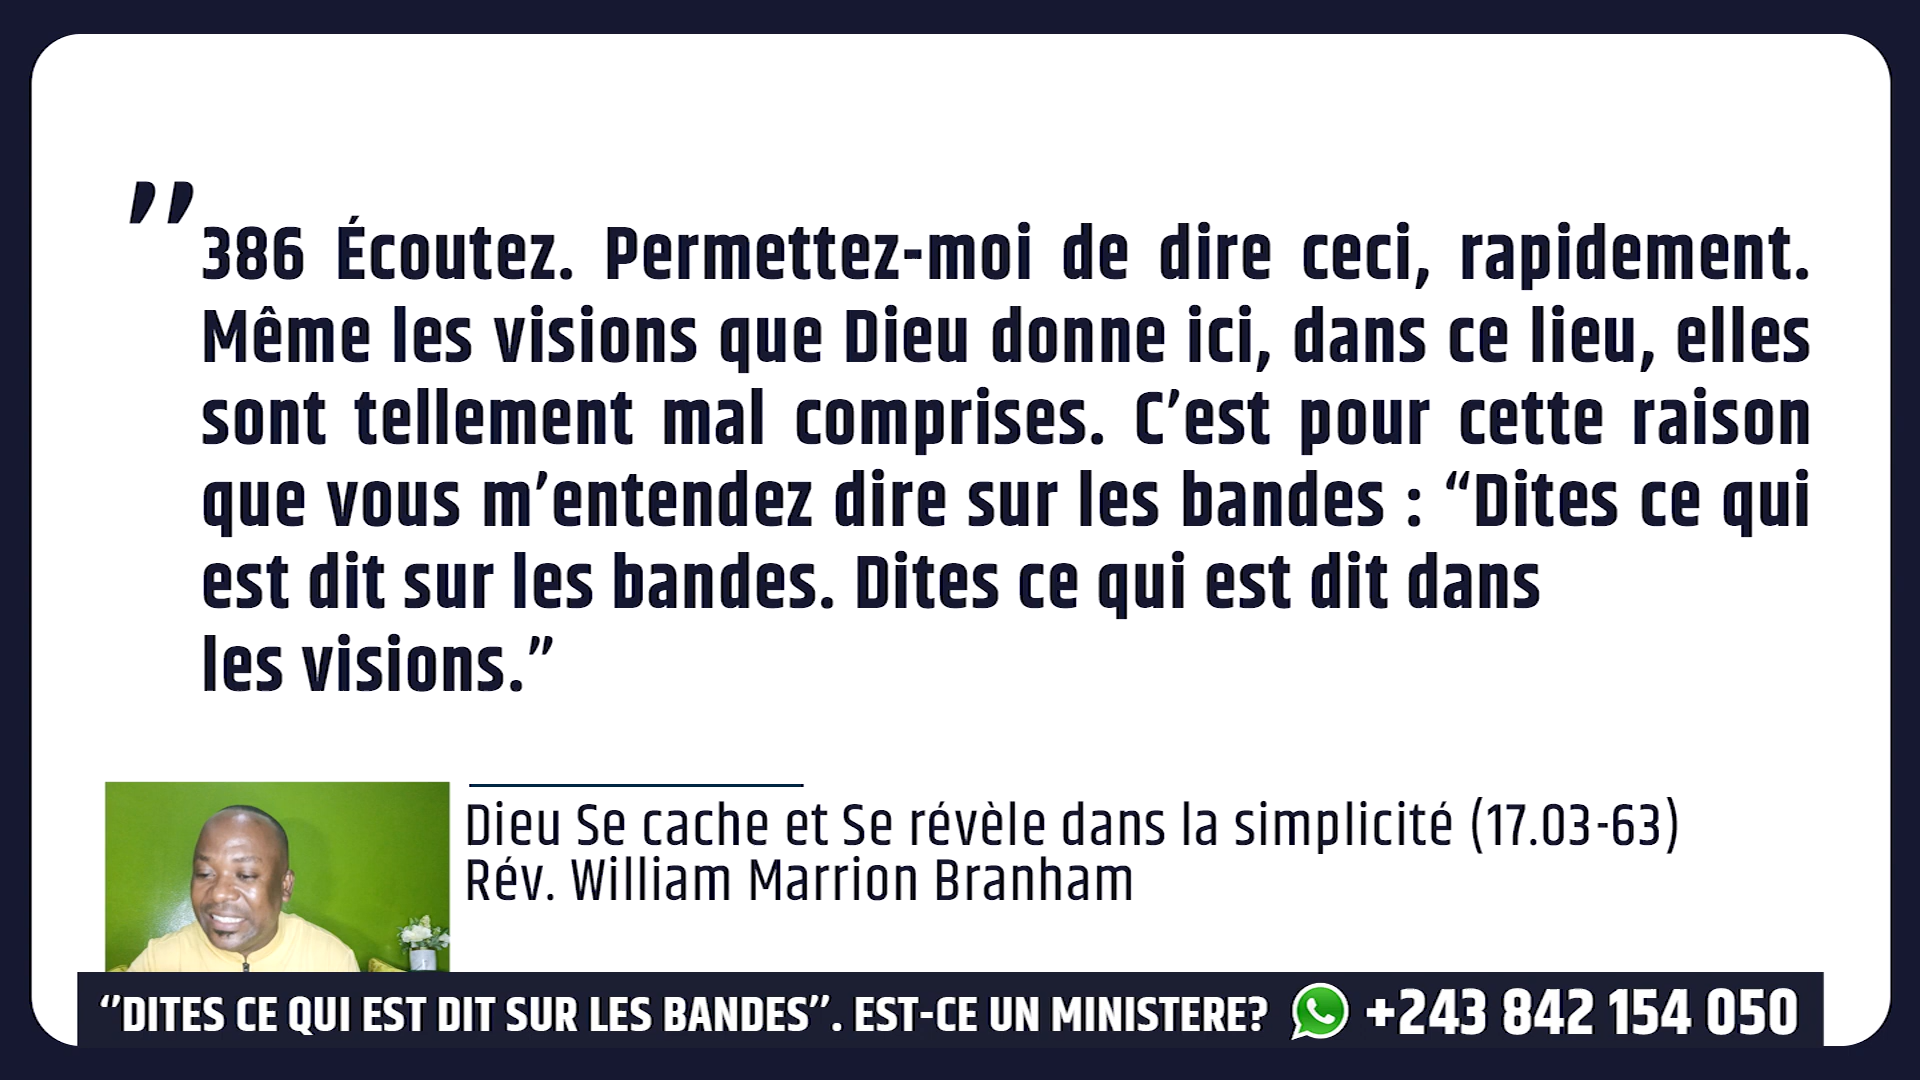 ”
386 Écoutez. Permettez-moi de dire ceci, rapidement.
Même les visions que Dieu donne ici, dans ce lieu, elles
sont tellement mal comprises. C’est pour cette raison
que vous m’entendez dire sur les bandes : “Dites ce qui
est dit sur les bandes. Dites ce qui est dit dans
les visions.”
Dieu Se cache et Se révèle dans la simplicité (17.03-63)
Rév. William Marrion Branham
‘’DITES CE QUI EST DIT SUR LES BANDES’’. EST-CE UN MINISTERE? +243 842 154 050